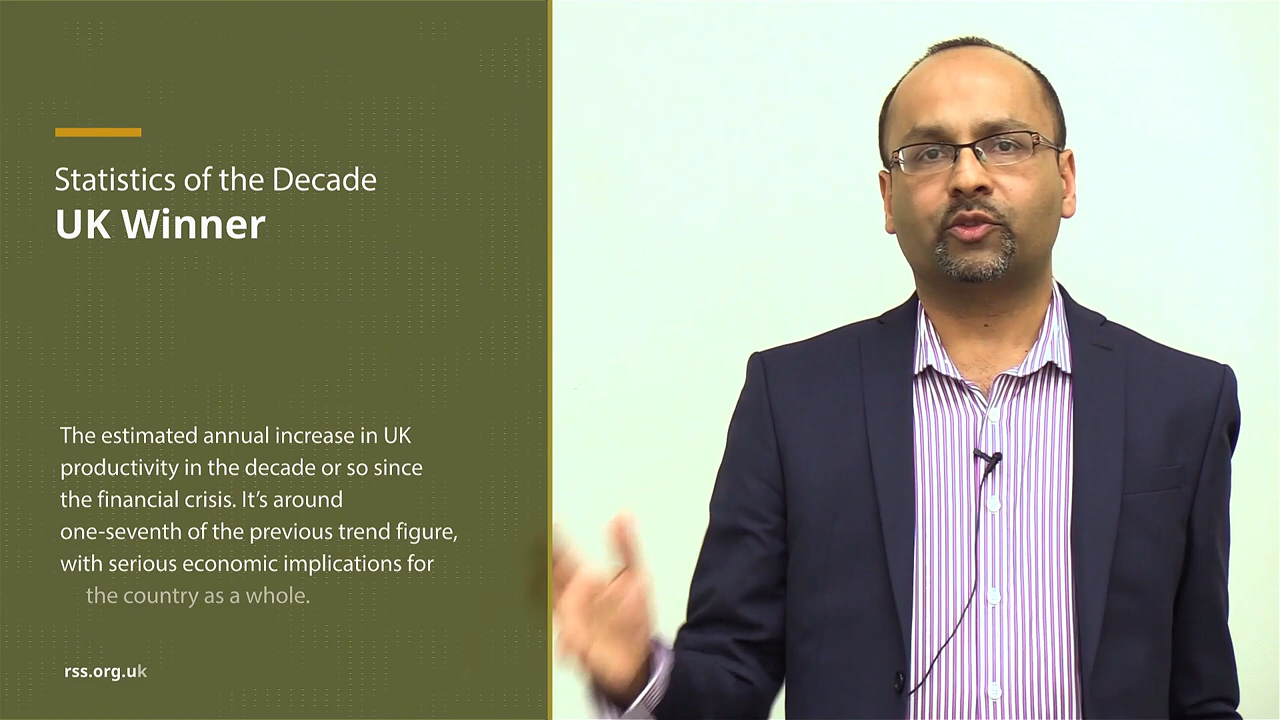 Statistics of the Decade
UK Winner
The estimated annual increase in UK
productivity in the decade or so since
the financial crisis. It’s around
one-seventh of the previous trend figure,
with serious economic implications for
the country as a whole.
rss.org.uk